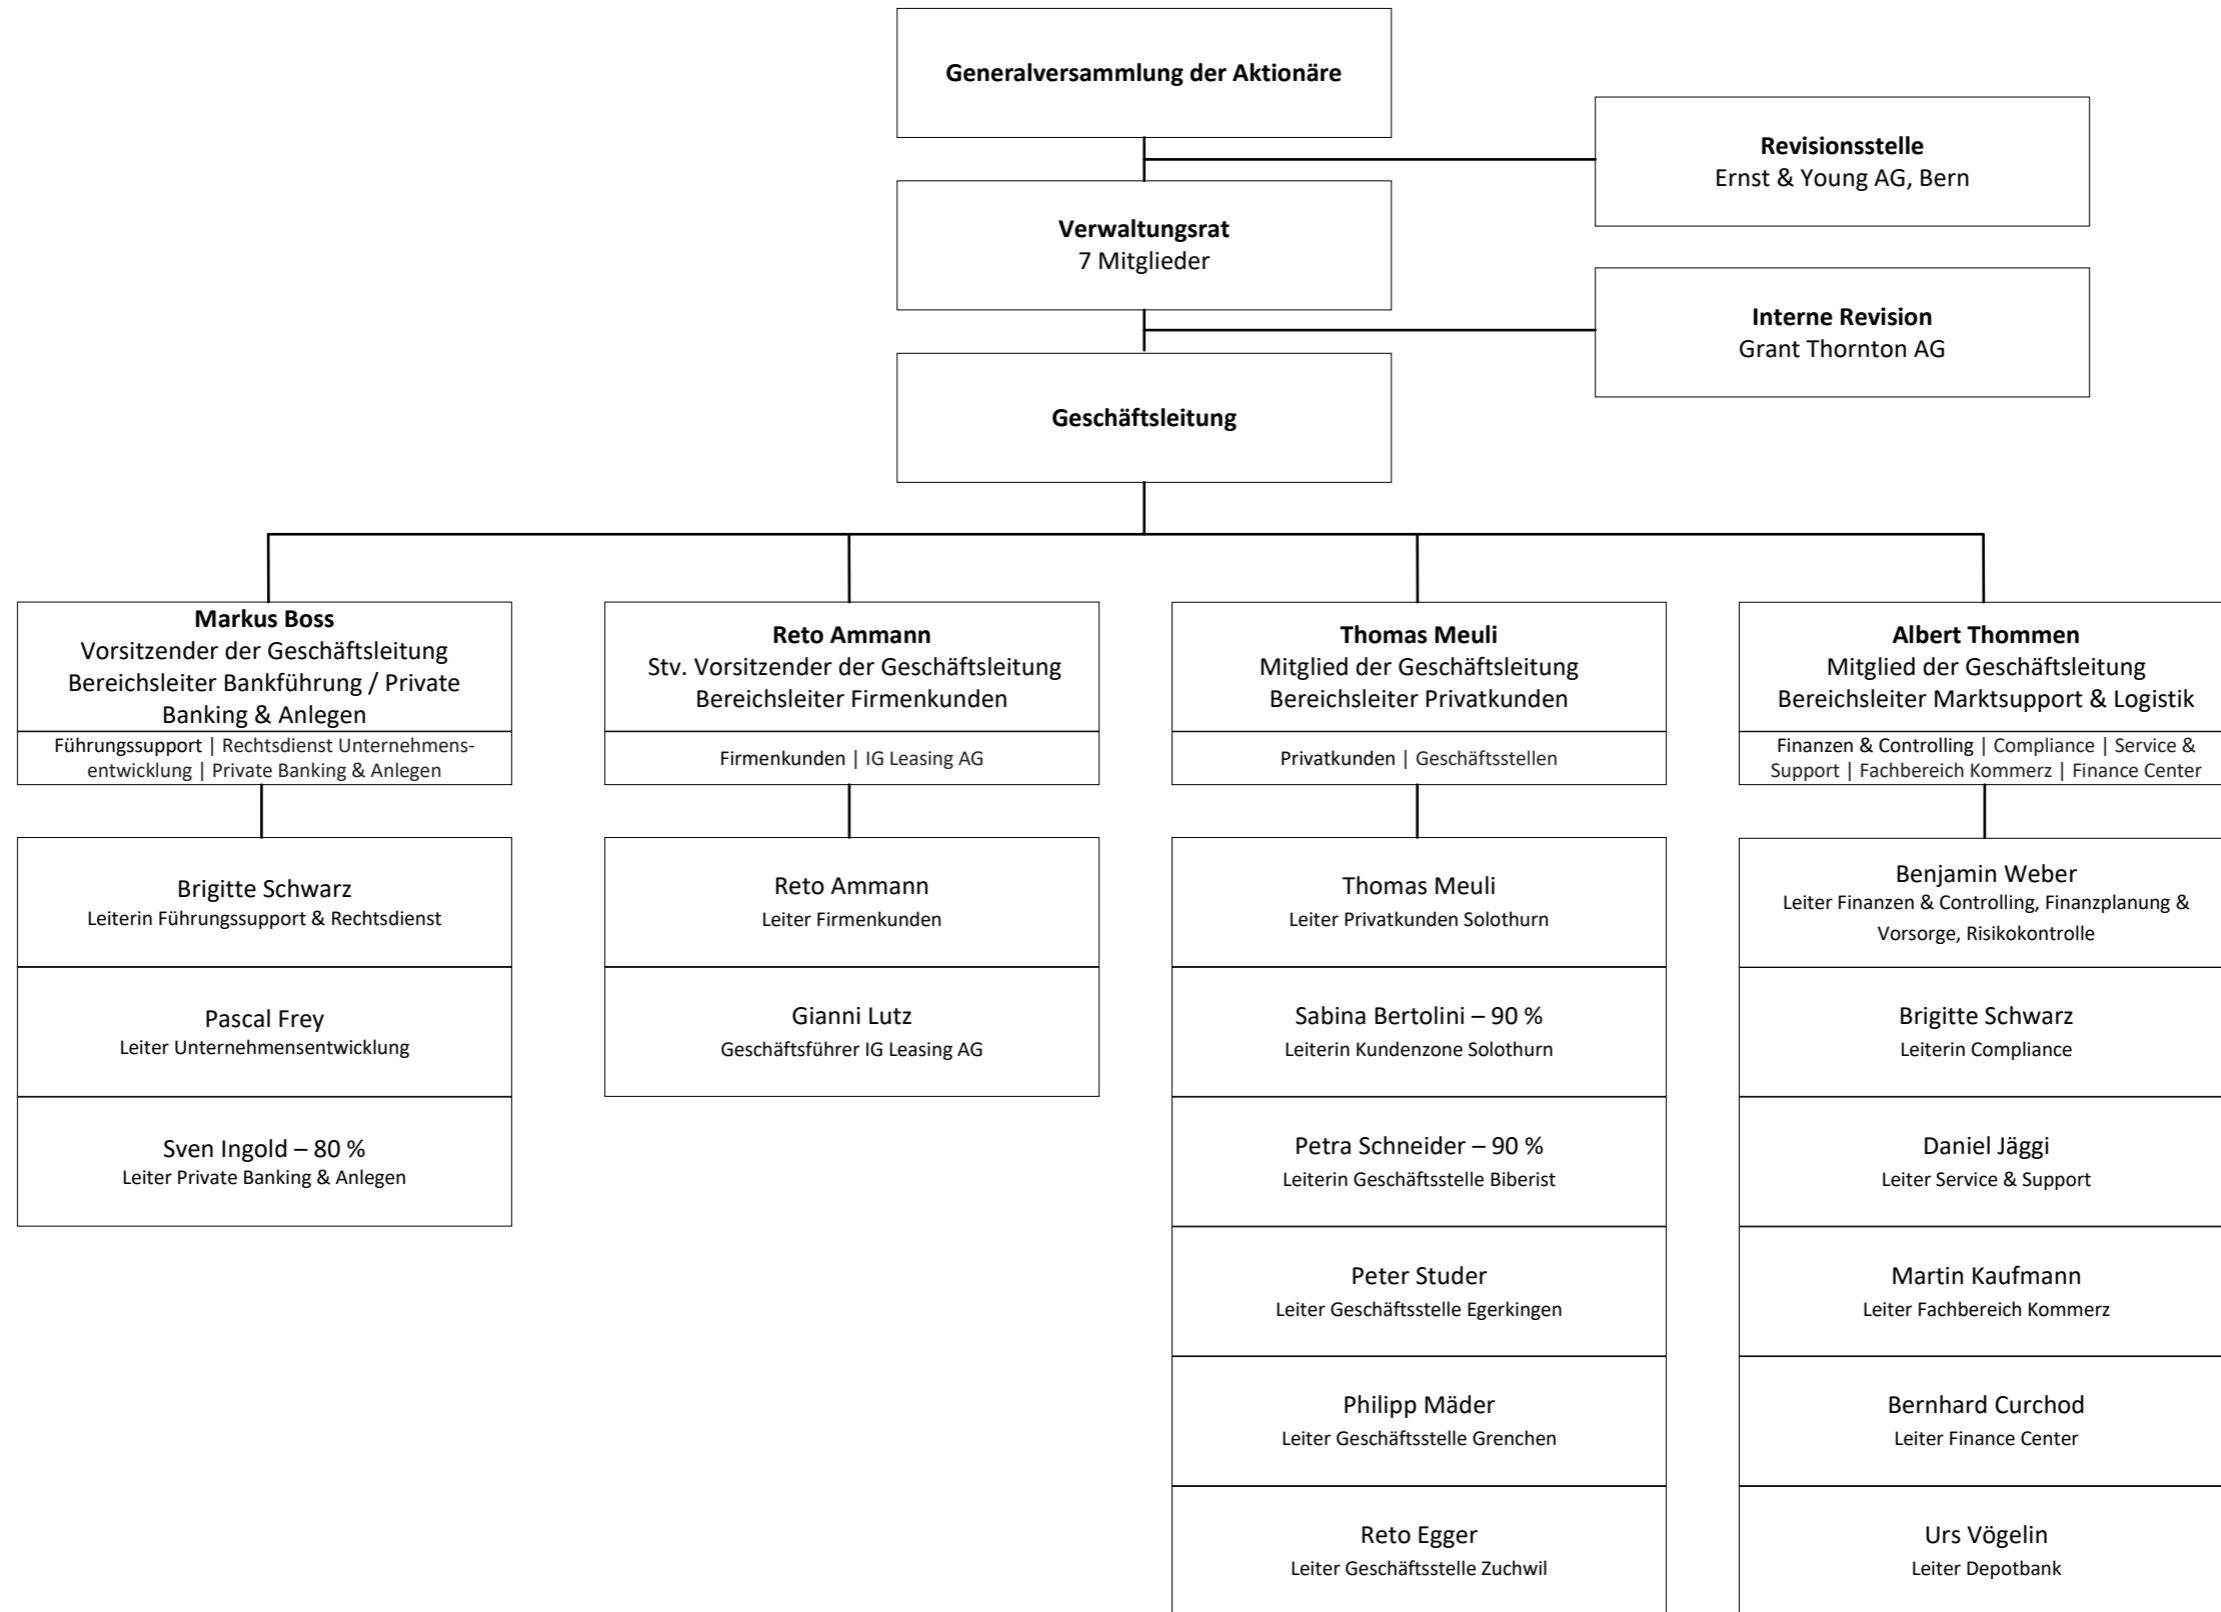 Generalversammlung der Aktionäre
Revisionsstelle
Ernst & Young AG, Bern
Verwaltungsrat
7 Mitglieder
Interne Revision
Grant Thornton AG
Geschäftsleitung
Markus Boss
Vorsitzender der Geschäftsleitung
Bereichsleiter Bankführung / Private
Banking & Anlegen
Führungssupport | Rechtsdienst Unternehmens-
entwicklung | Private Banking & Anlegen
Brigitte Schwarz
Leiterin Führungssupport & Rechtsdienst
Pascal Frey
Leiter Unternehmensentwicklung
Sven Ingold – 80 %
Leiter Private Banking & Anlegen
Reto Ammann
Stv. Vorsitzender der Geschäftsleitung
Bereichsleiter Firmenkunden
Firmenkunden | IG Leasing AG
Reto Ammann
Leiter Firmenkunden
Gianni Lutz
Geschäftsführer IG Leasing AG
Thomas Meuli
Mitglied der Geschäftsleitung
Bereichsleiter Privatkunden
Privatkunden | Geschäftsstellen
Thomas Meuli
Leiter Privatkunden Solothurn
Sabina Bertolini – 90 %
Leiterin Kundenzone Solothurn
Petra Schneider – 90 %
Leiterin Geschäftsstelle Biberist
Peter Studer
Leiter Geschäftsstelle Egerkingen
Philipp Mäder
Leiter Geschäftsstelle Grenchen
Reto Egger
Leiter Geschäftsstelle Zuchwil
Albert Thommen
Mitglied der Geschäftsleitung
Bereichsleiter Marktsupport & Logistik
Finanzen & Controlling | Compliance | Service &
Support | Fachbereich Kommerz | Finance Center
Benjamin Weber
Leiter Finanzen & Controlling, Finanzplanung &
Vorsorge, Risikokontrolle
Brigitte Schwarz
Leiterin Compliance
Daniel Jäggi
Leiter Service & Support
Martin Kaufmann
Leiter Fachbereich Kommerz
Bernhard Curchod
Leiter Finance Center
Urs Vögelin
Leiter Depotbank